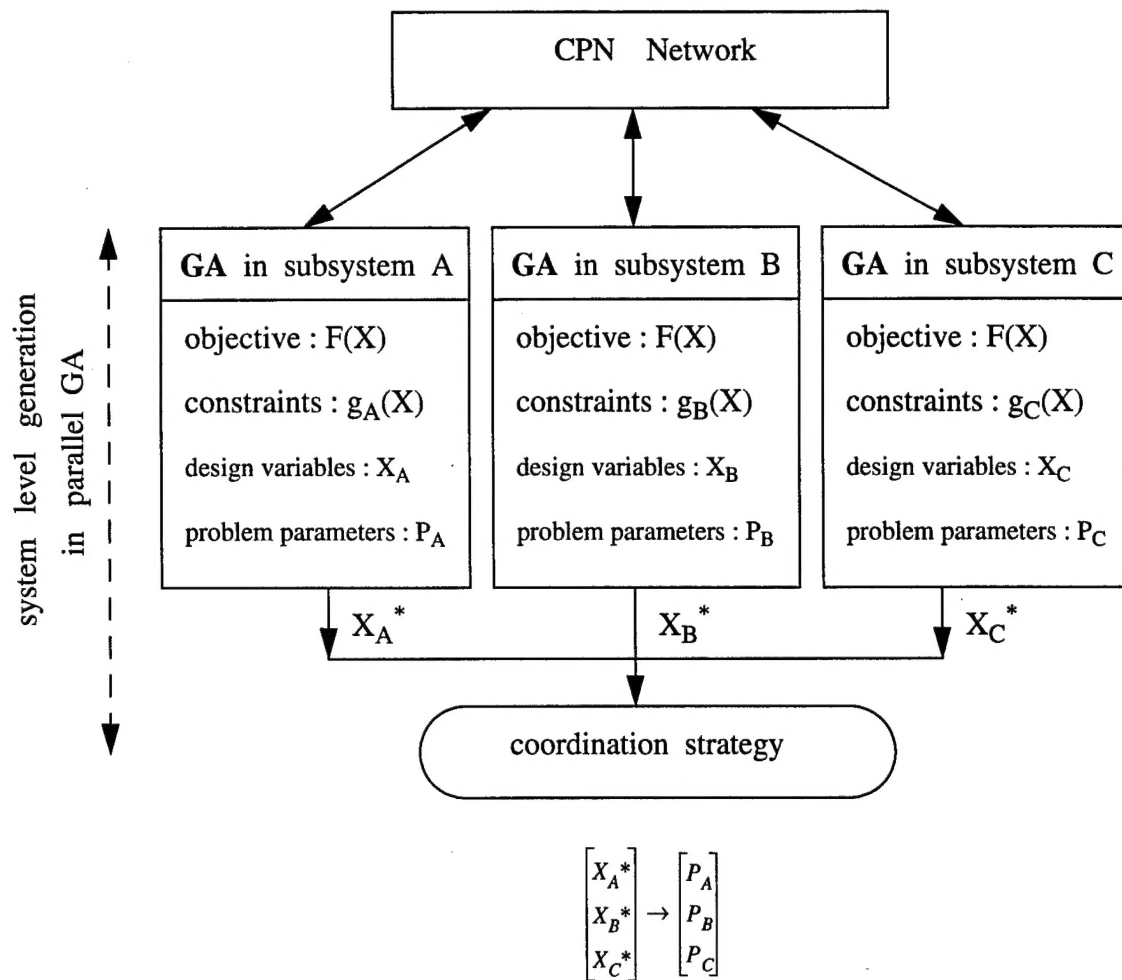 CPN Network
system level generation
in parallel GA
GA in subsystem A
objective : F(X)
constraints : g_A(X)
design variables : X_A
problem parameters : P_A
GA in subsystem B
objective : F(X)
constraints : g_B(X)
design variables : X_B
problem parameters : P_B
GA in subsystem C
objective : F(X)
constraints : g_C(X)
design variables : X_C
problem parameters : P_C
X_A*
X_B*
X_C*
coordination strategy
[X_A*] [P_A]
[X_B*] → [P_B]
[X_C*] [P_C]